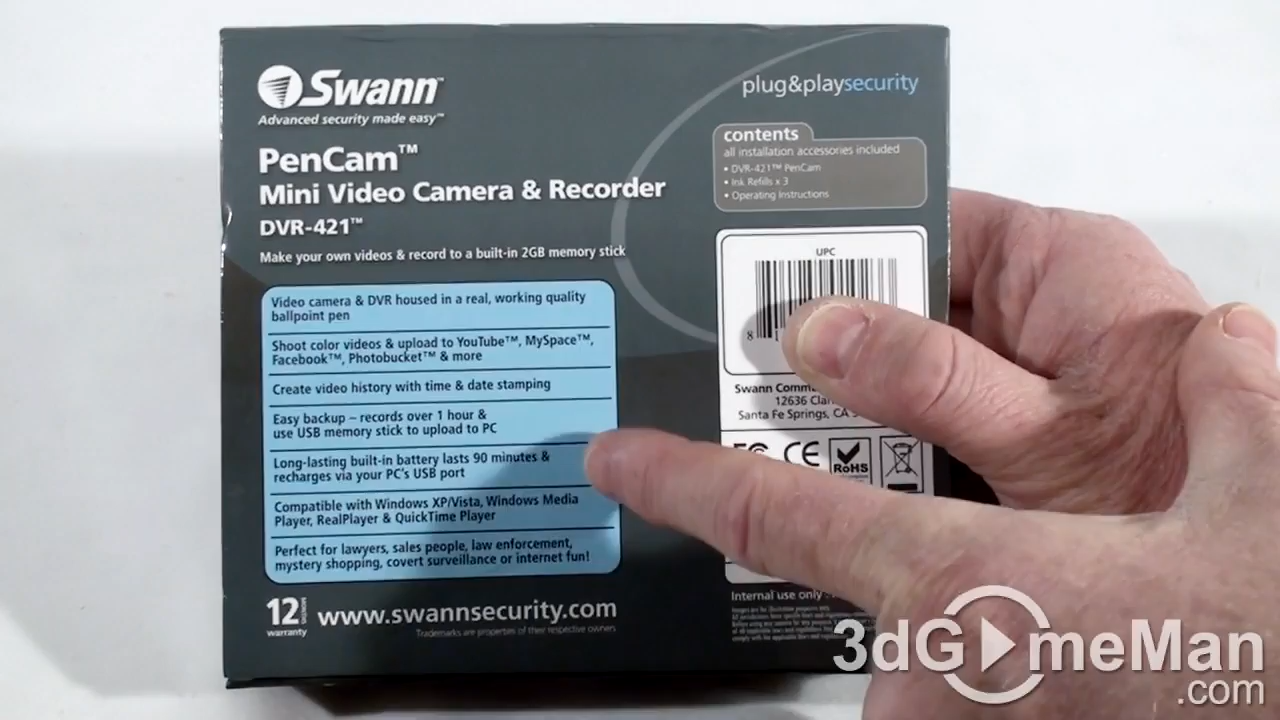 Swann™
Advanced security made easy™
PenCam™
Mini Video Camera & Recorder
DVR-421™
Make your own videos & record to a built-in 2GB memory stick
Video camera & DVR housed in a real, working quality
ballpoint pen
Shoot color videos & upload to YouTube™, MySpace™,
Facebook™, Photobucket™ & more
Create video history with time & date stamping
Easy backup – records over 1 hour &
use USB memory stick to upload to PC
Long-lasting built-in battery lasts 90 minutes &
recharges via your PC's USB port
Compatible with Windows XP/Vista, Windows Media
Player, RealPlayer & QuickTime Player
Perfect for lawyers, sales people, law enforcement,
mystery shopping, covert surveillance or internet fun!
12 months
warranty
www.swannsecurity.com
Trademarks are properties of their respective owners
plug&playsecurity
contents
all installation accessories included
• DVR-421™ PenCam
• Ink Refills x 3
• Operating Instructions
UPC
8
Swann
12636
Santa Fe Springs, CA
FC CE RoHS
Internal use only
3dGameMan
.com